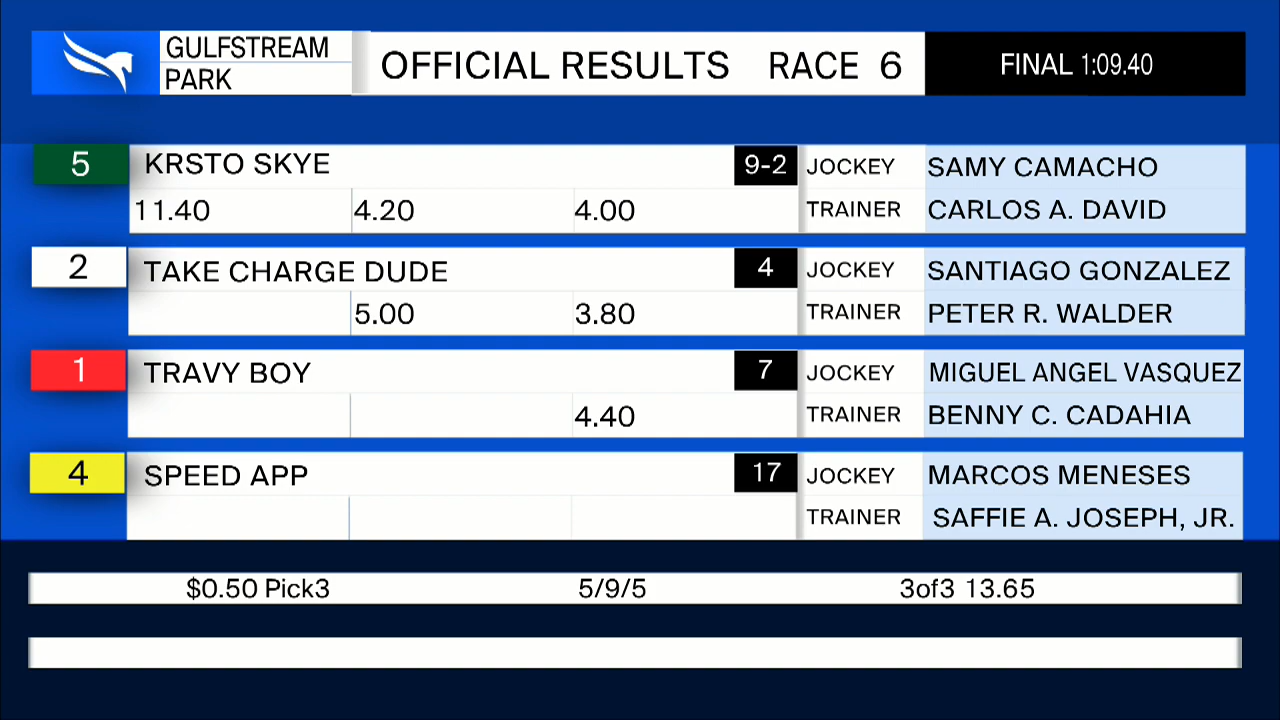 GULFSTREAM PARK
OFFICIAL RESULTS RACE 6
FINAL 1:09.40
5 KRSTO SKYE 9-2 JOCKEY SAMY CAMACHO
11.40 4.20 4.00 TRAINER CARLOS A. DAVID
2 TAKE CHARGE DUDE 4 JOCKEY SANTIAGO GONZALEZ
5.00 3.80 TRAINER PETER R. WALDER
1 TRAVY BOY 7 JOCKEY MIGUEL ANGEL VASQUEZ
4.40 TRAINER BENNY C. CADAHIA
4 SPEED APP 17 JOCKEY MARCOS MENESES
TRAINER SAFFIE A. JOSEPH, JR.
$0.50 Pick3 5/9/5 3of3 13.65